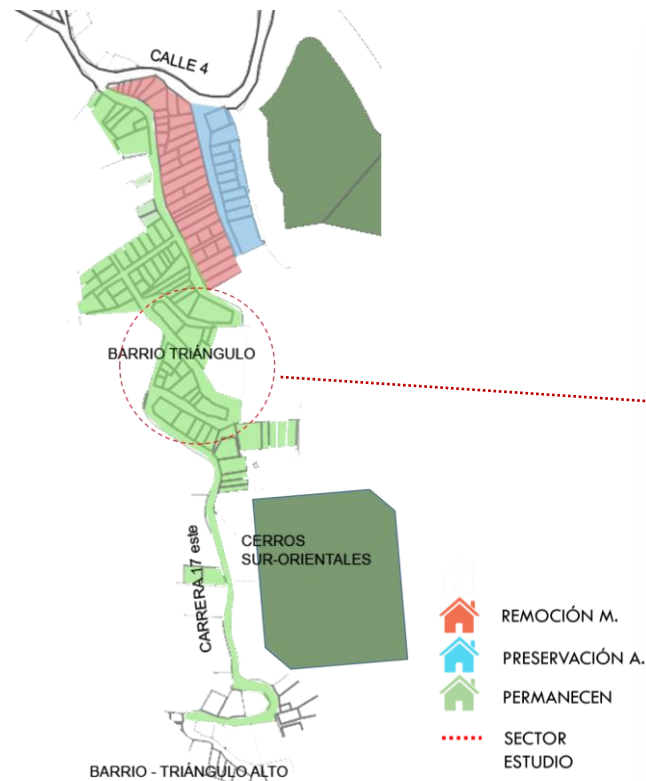 CALLE 4
BARRIO TRIÁNGULO
CERROS
SUR-ORIENTALES
CARRERA 17 este
BARRIO - TRIÁNGULO ALTO
REMOCIÓN M.
PRESERVACIÓN A.
PERMANECEN
SECTOR
ESTUDIO